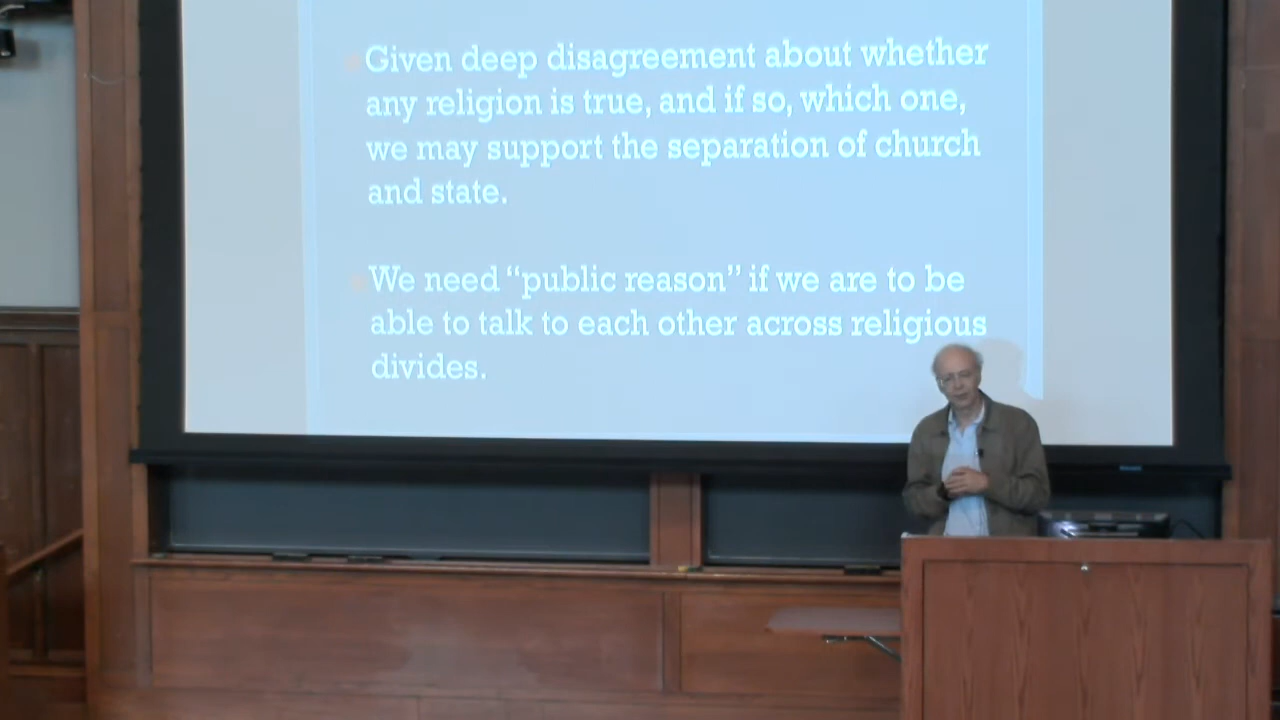 Given deep disagreement about whether
any religion is true, and if so, which one,
we may support the separation of church
and state.
We need “public reason” if we are to be
able to talk to each other across religious
divides.